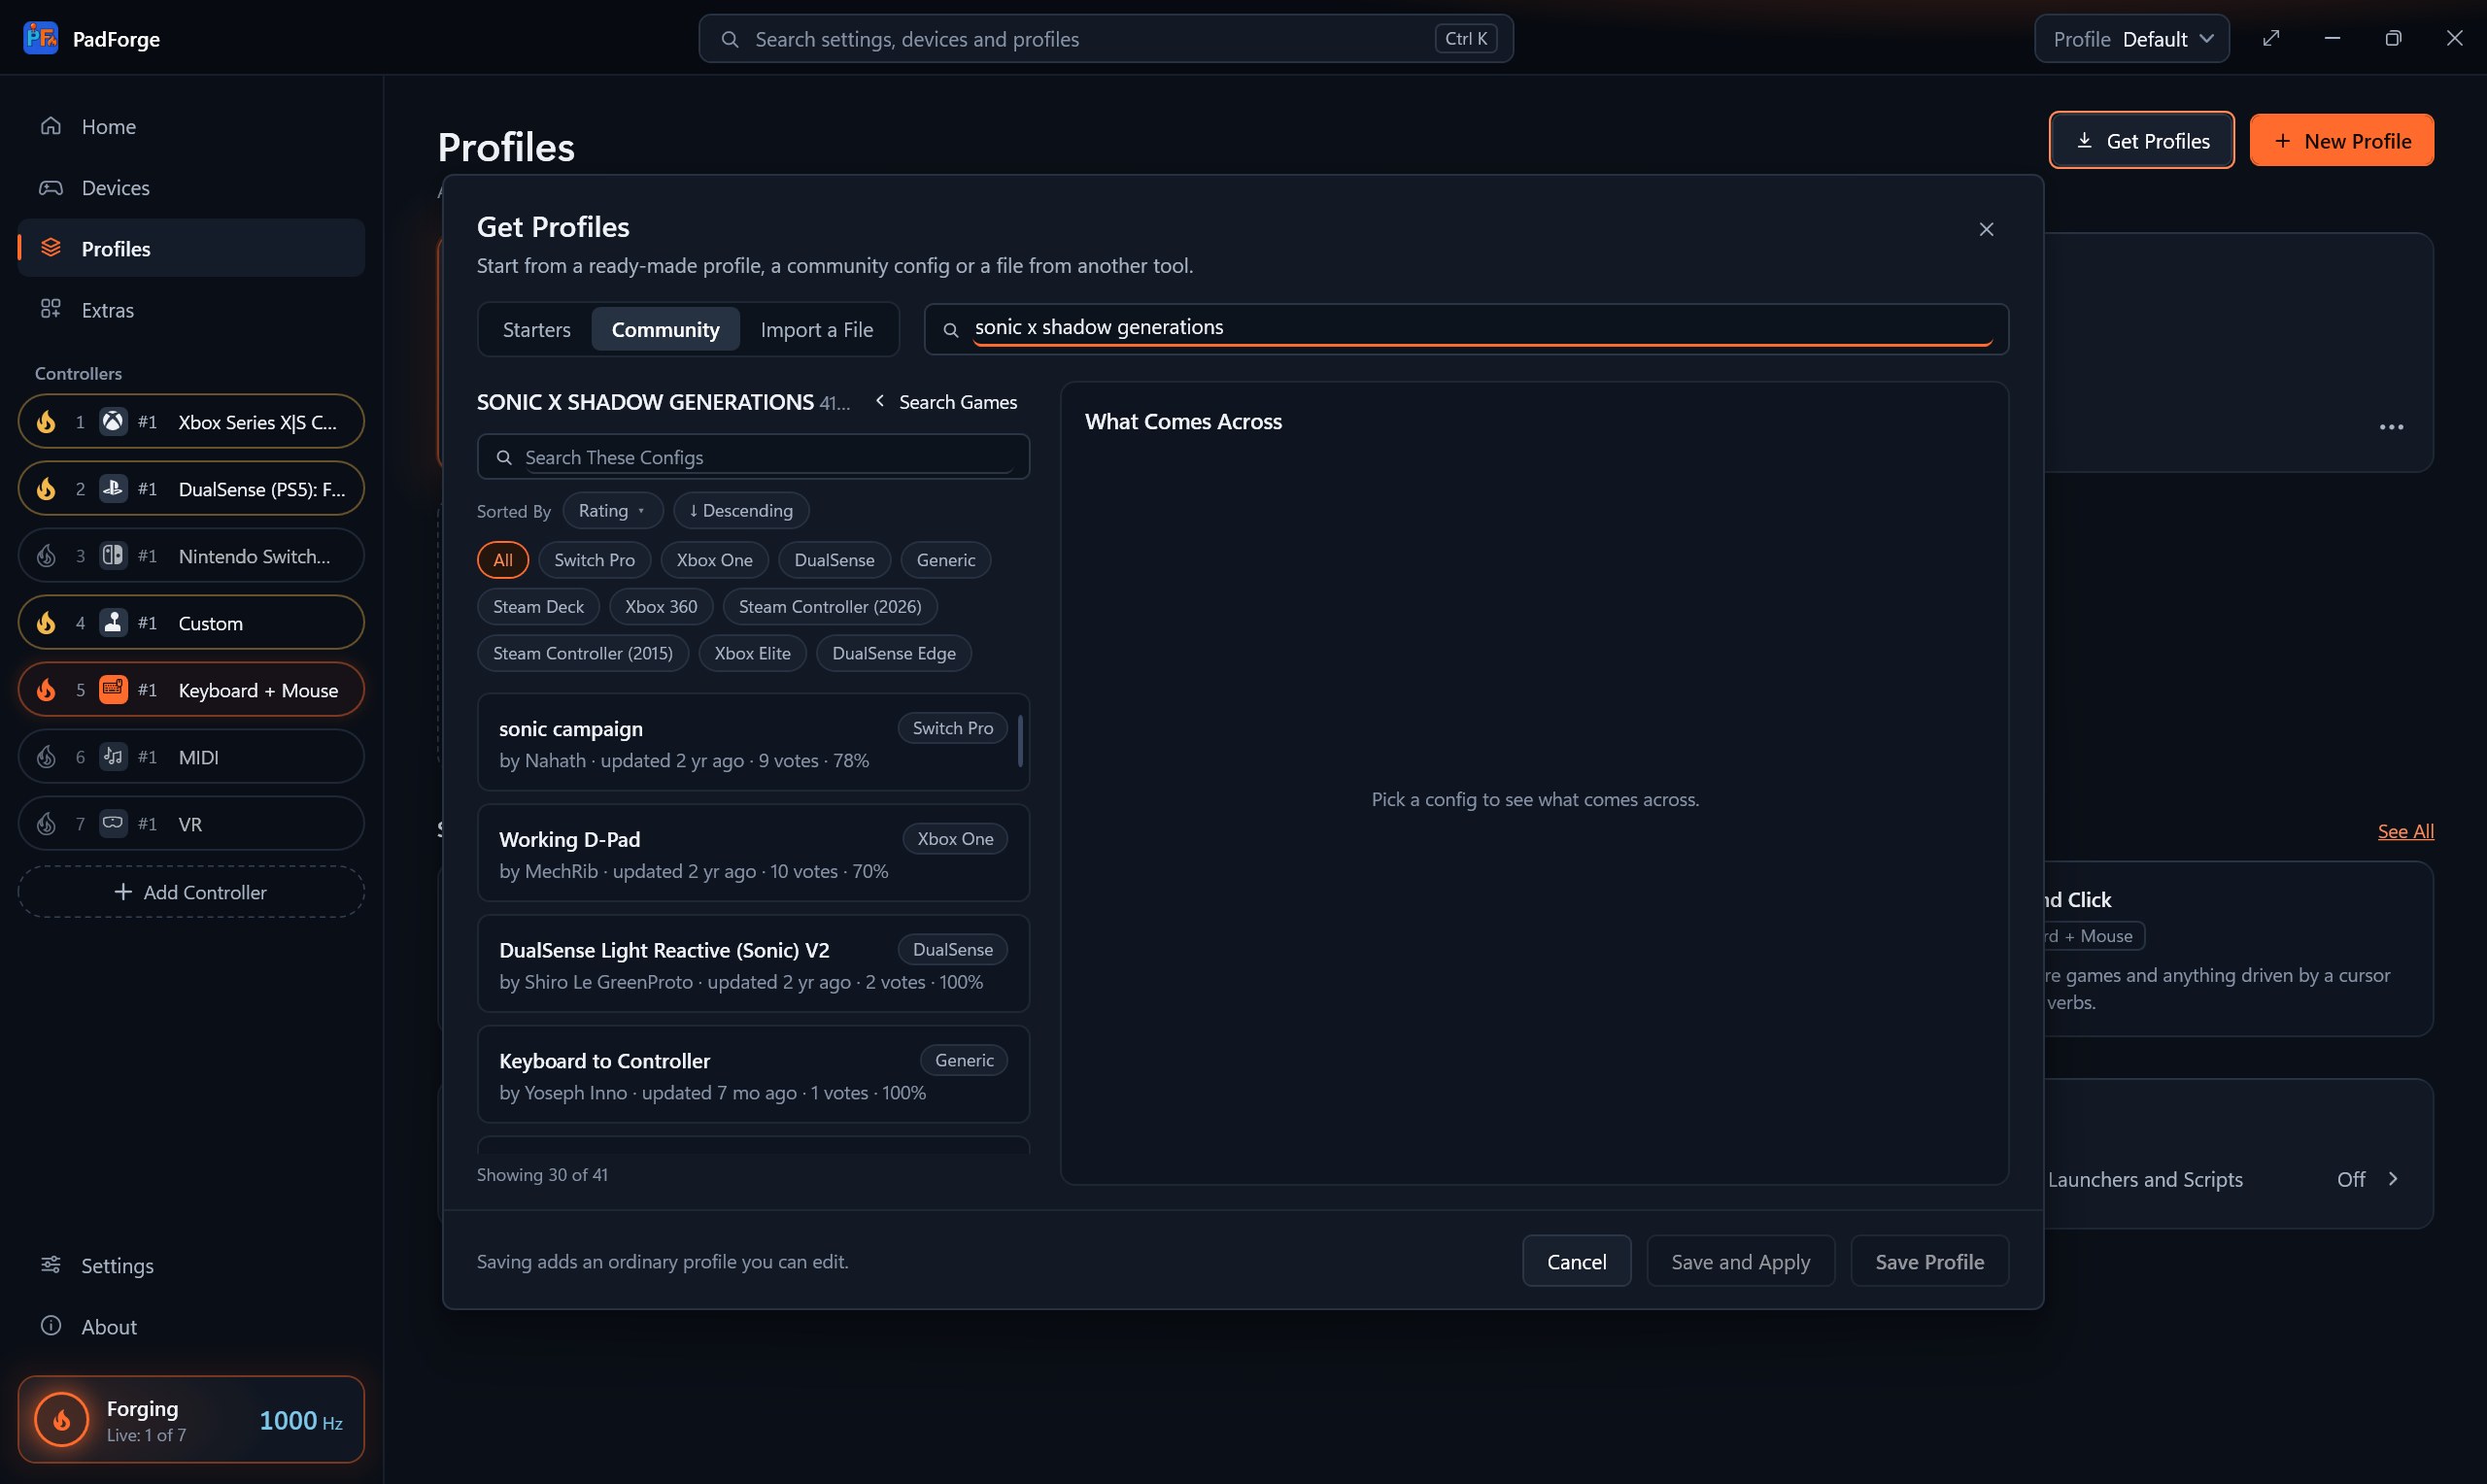 PadForge
Search settings, devices and profiles
Ctrl K
Profile Default
Home
Devices
Profiles
Extras
Controllers
1 #1 Xbox Series X|S C...
2 #1 DualSense (PS5): F...
3 #1 Nintendo Switch...
4 #1 Custom
5 #1 Keyboard + Mouse
6 #1 MIDI
7 #1 VR
+ Add Controller
Settings
About
Forging
Live: 1 of 7
1000 Hz
Profiles
Get Profiles
+ New Profile
Get Profiles
Start from a ready-made profile, a community config or a file from another tool.
Starters
Community
Import a File
sonic x shadow generations
SONIC X SHADOW GENERATIONS 41...
Search Games
Search These Configs
Sorted By
Rating
↓ Descending
All
Switch Pro
Xbox One
DualSense
Generic
Steam Deck
Xbox 360
Steam Controller (2026)
Steam Controller (2015)
Xbox Elite
DualSense Edge
sonic campaign
Switch Pro
by Nahath · updated 2 yr ago · 9 votes · 78%
Working D-Pad
Xbox One
by MechRib · updated 2 yr ago · 10 votes · 70%
DualSense Light Reactive (Sonic) V2
DualSense
by Shiro Le GreenProto · updated 2 yr ago · 2 votes · 100%
Keyboard to Controller
Generic
by Yoseph Inno · updated 7 mo ago · 1 votes · 100%
Showing 30 of 41
What Comes Across
Pick a config to see what comes across.
Saving adds an ordinary profile you can edit.
Cancel
Save and Apply
Save Profile
See All
Click
+ Mouse
games and anything driven by a cursor
verbs.
Launchers and Scripts
Off